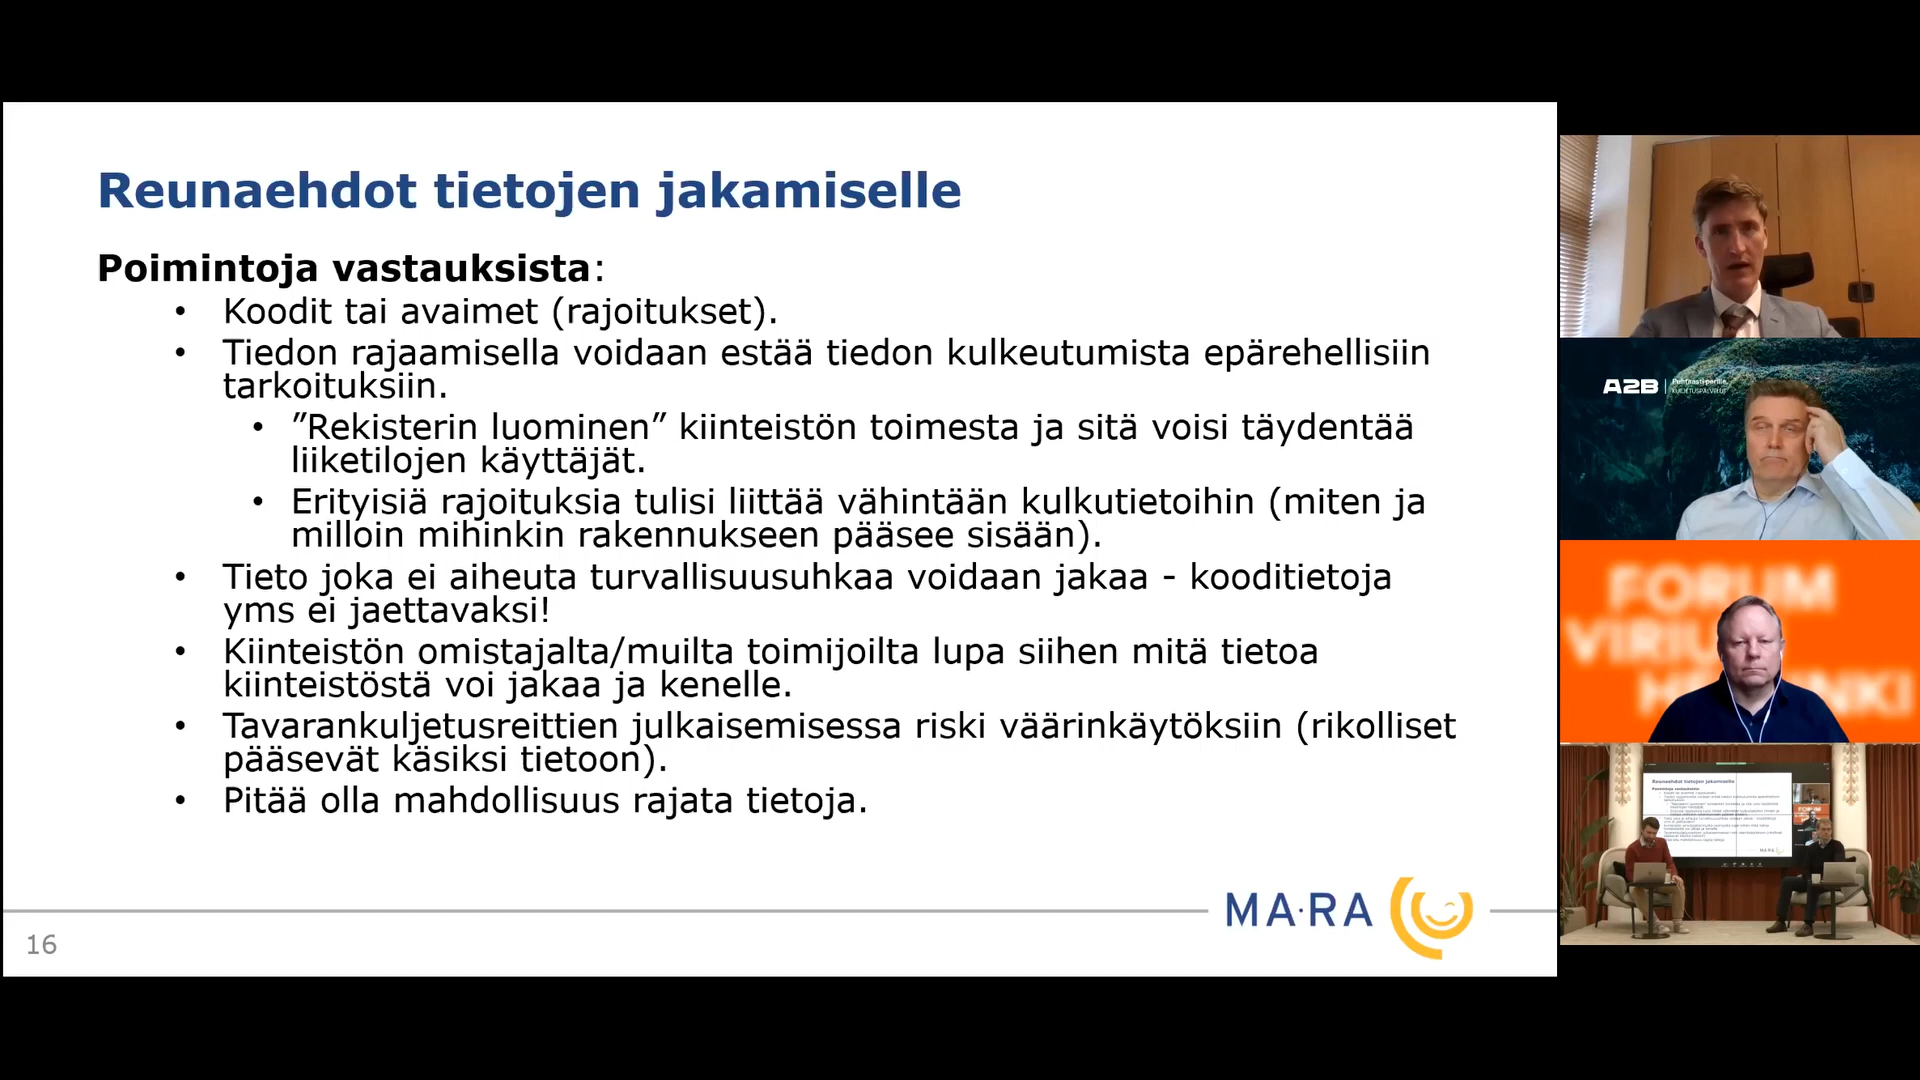 Reunaehdot tietojen jakamiselle
Poimintoja vastauksista:
• Koodit tai avaimet (rajoitukset).
• Tiedon rajaamisella voidaan estää tiedon kulkeutumista epärehellisiin
tarkoituksiin.
• ”Rekisterin luominen” kiinteistön toimesta ja sitä voisi täydentää
liiketilojen käyttäjät.
• Erityisiä rajoituksia tulisi liittää vähintään kulkutietoihin (miten ja
milloin mihinkin rakennukseen pääsee sisään).
• Tieto joka ei aiheuta turvallisuusuhkaa voidaan jakaa - kooditietoja
yms ei jaettavaksi!
• Kiinteistön omistajalta/muilta toimijoilta lupa siihen mitä tietoa
kiinteistöstä voi jakaa ja kenelle.
• Tavarankuljetusreittien julkaisemisessa riski väärinkäytöksiin (rikolliset
pääsevät käsiksi tietoon).
• Pitää olla mahdollisuus rajata tietoja.
MA·RA
16
A2B
FORUM
Reunaehdot tietojen jakamiselle